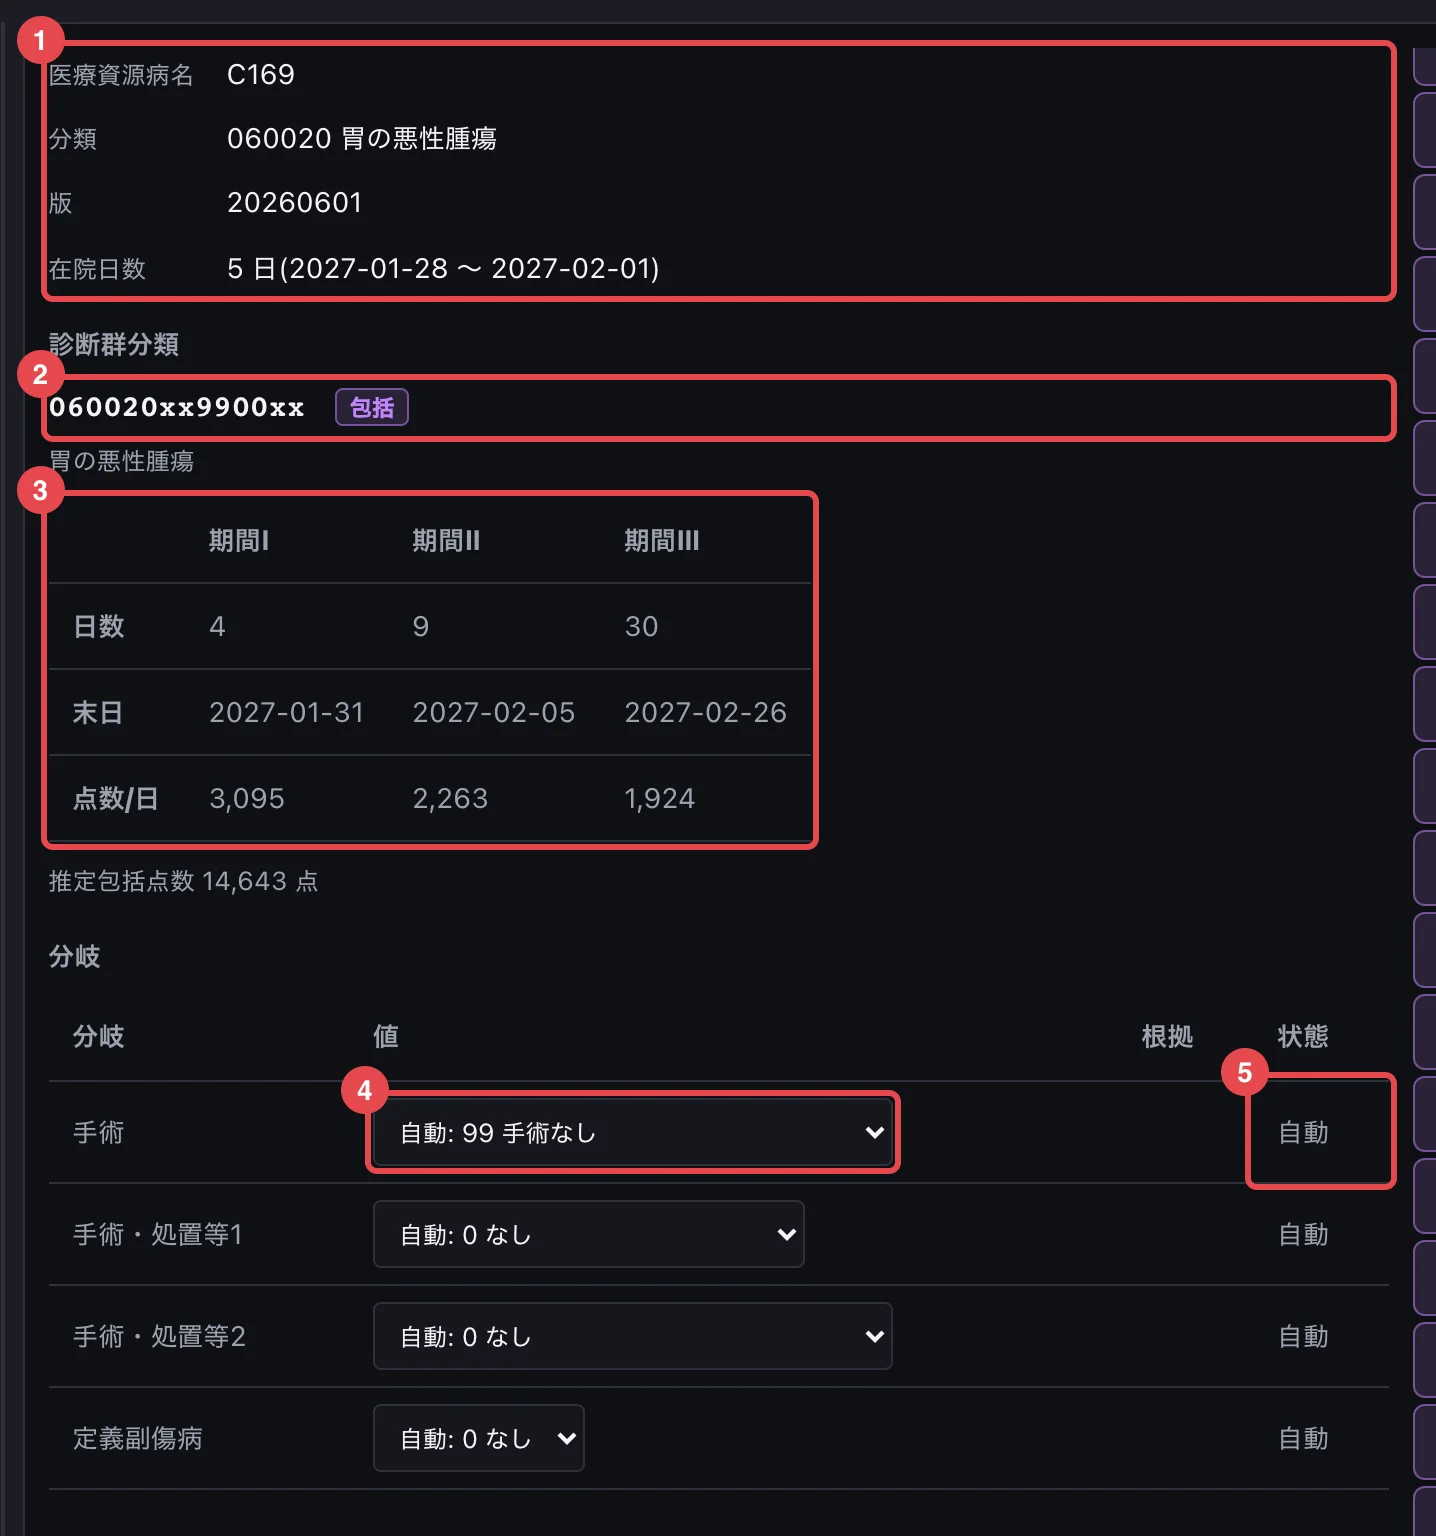 1
医療資源病名 C169
分類 060020 胃の悪性腫瘍
版 20260601
在院日数 5 日(2027-01-28 〜 2027-02-01)
診断群分類
2
060020xx9900xx 包括
胃の悪性腫瘍
3
期間I 期間II 期間III
日数 4 9 30
末日 2027-01-31 2027-02-05 2027-02-26
点数/日 3,095 2,263 1,924
推定包括点数 14,643 点
分岐
分岐 値 根拠 状態
4 5
手術 自動: 99 手術なし 自動
手術・処置等1 自動: 0 なし 自動
手術・処置等2 自動: 0 なし 自動
定義副傷病 自動: 0 なし 自動